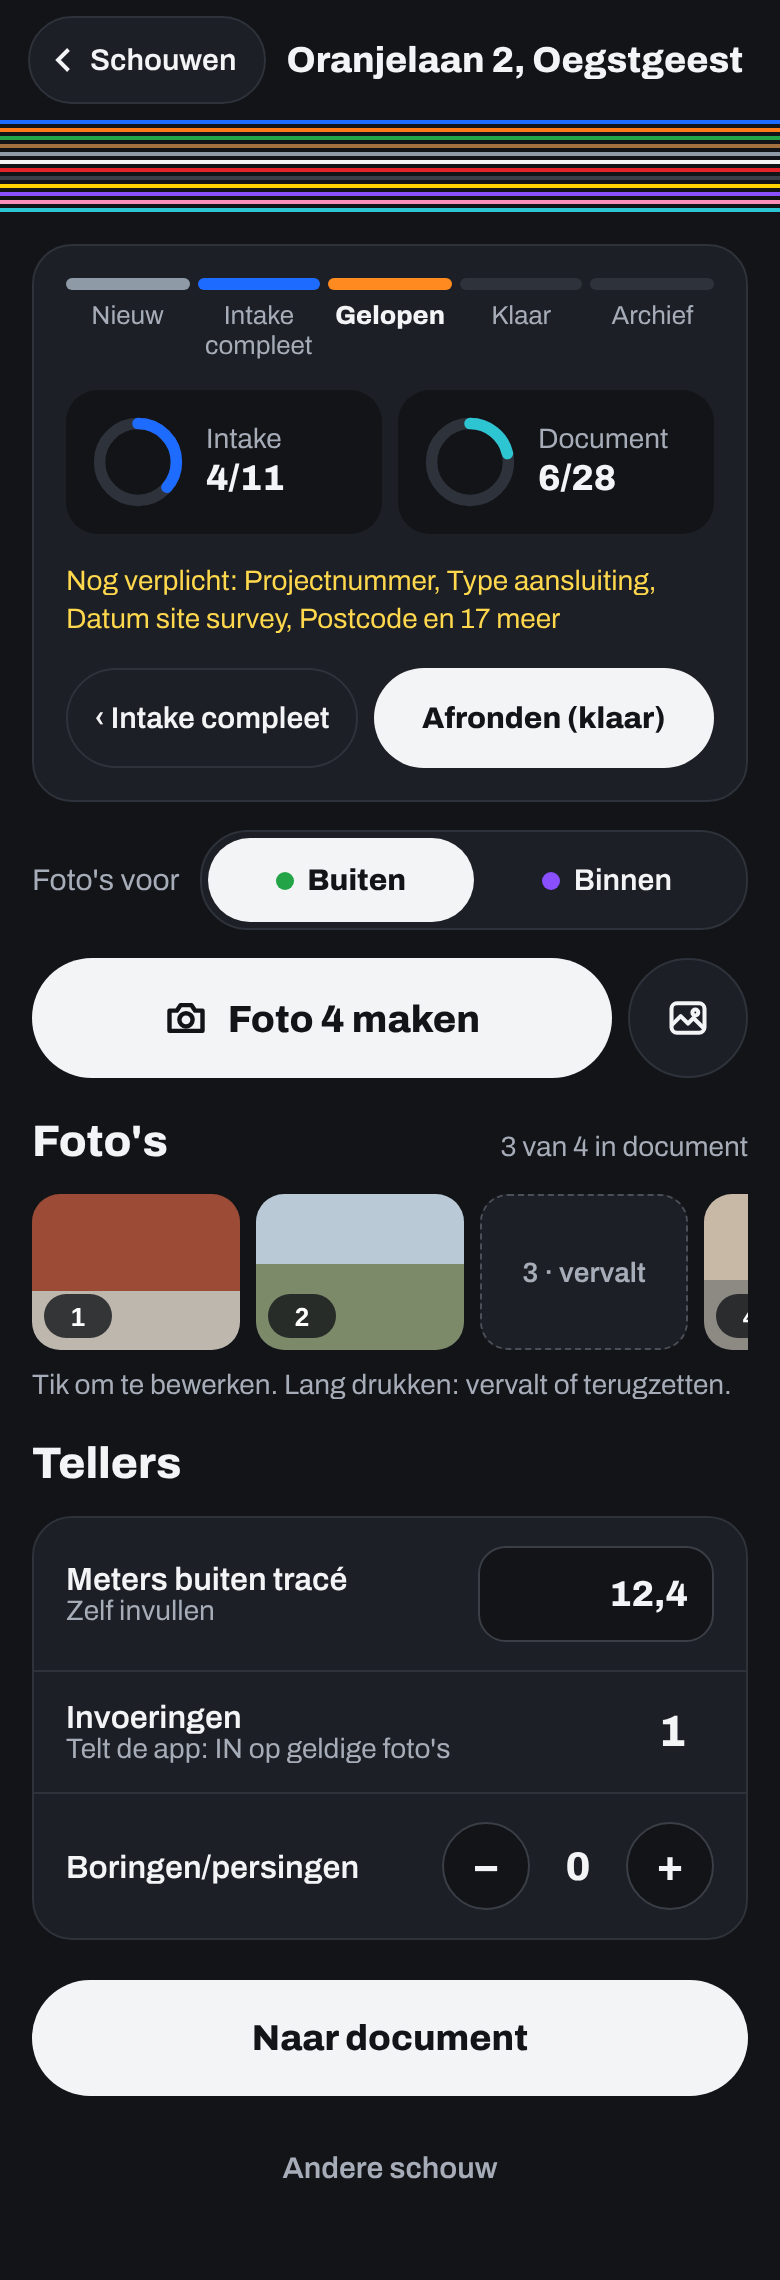 Schouwen
Oranjelaan 2, Oegstgeest
Nieuw
Intake
compleet
Gelopen
Klaar
Archief
Intake
4/11
Document
6/28
Nog verplicht: Projectnummer, Type aansluiting,
Datum site survey, Postcode en 17 meer
‹ Intake compleet
Afronden (klaar)
Foto's voor
Buiten
Binnen
Foto 4 maken
Foto's
3 van 4 in document
1
2
3 · vervalt
Tik om te bewerken. Lang drukken: vervalt of terugzetten.
Tellers
Meters buiten tracé
Zelf invullen
12,4
Invoeringen
Telt de app: IN op geldige foto's
1
Boringen/persingen
− 0 +
Naar document
Andere schouw